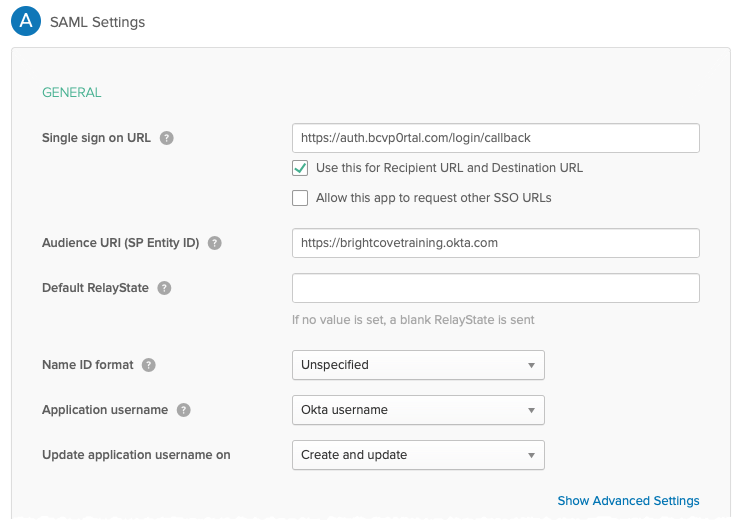 A SAML Settings
GENERAL
Single sign on URL ?
https://auth.bcvp0rtal.com/login/callback
Use this for Recipient URL and Destination URL
Allow this app to request other SSO URLs
Audience URI (SP Entity ID) ?
https://brightcovetraining.okta.com
Default RelayState ?
If no value is set, a blank RelayState is sent
Name ID format ?
Unspecified
Application username ?
Okta username
Update application username on
Create and update
Show Advanced Settings